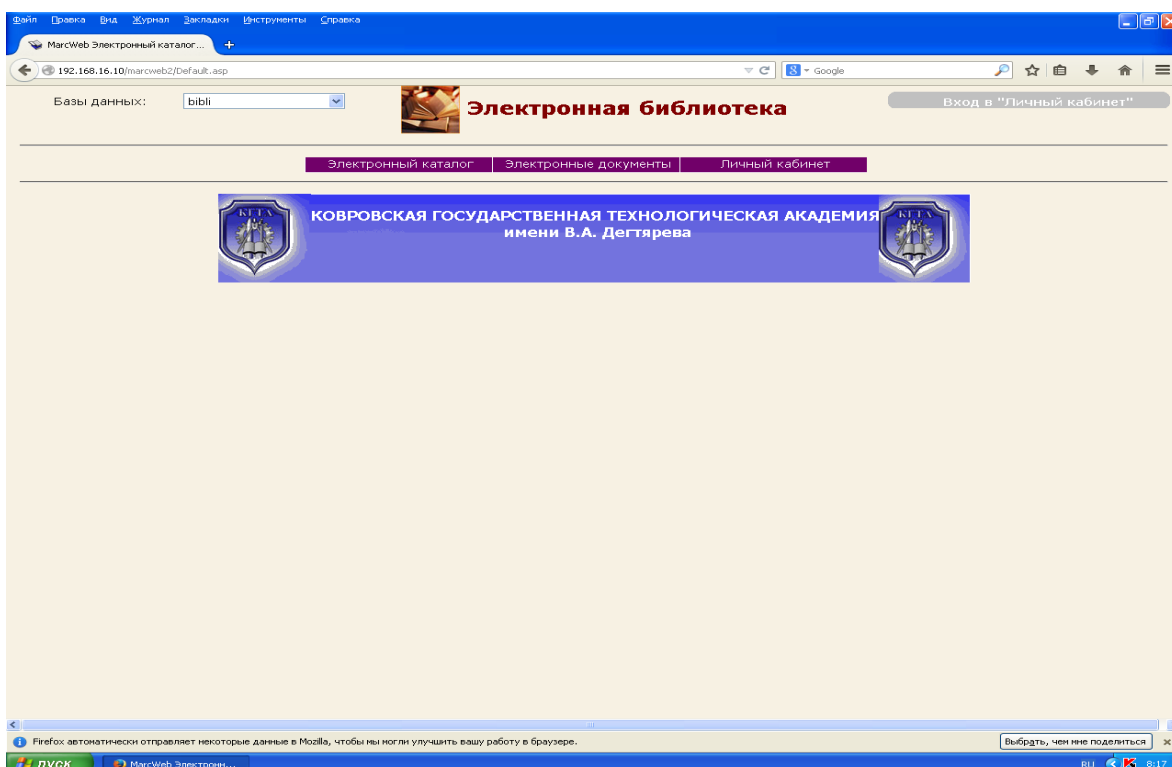 Файл Правка Вид Журнал Закладки Инструменты Справка
MarcWeb Электронный каталог... +
192.168.16.10/marcweb2/Default.asp
8 Google
Базы данных: bibli
Электронная библиотека
Вход в "Личный кабинет"
Электронный каталог Электронные документы Личный кабинет
КГТА КОВРОВСКАЯ ГОСУДАРСТВЕННАЯ ТЕХНОЛОГИЧЕСКАЯ АКАДЕМИЯ КГТА
имени В.А. Дегтярева
Firefox автоматически отправляет некоторые данные в Mozilla, чтобы мы могли улучшить вашу работу в браузере. Выбрать, чем мне поделиться
пуск MarcWeb Электронн... RU 8:17